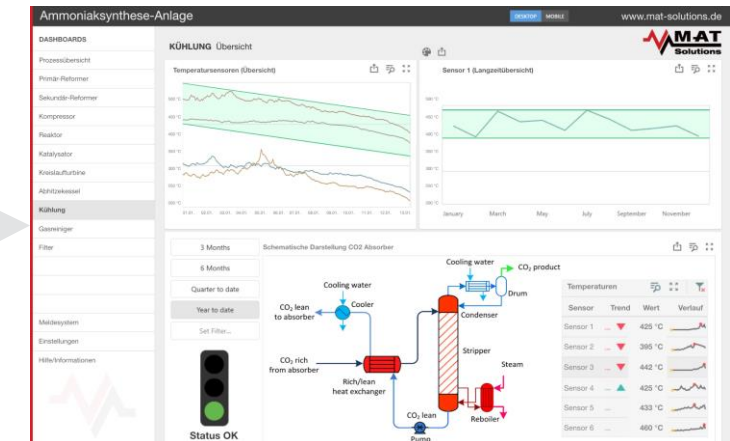 Ammoniaksynthese-Anlage
DESKTOP MOBILE
www.mat-solutions.de
DASHBOARDS
Prozessübersicht
Primär-Reformer
Sekundär-Reformer
Kompressor
Reaktor
Katalysator
Kreislaufturbine
Abhitzekessel
Kühlung
Gasreiniger
Filter
Meldesystem
Einstellungen
Hilfe/Informationen
KÜHLUNG Übersicht
MAT
Solutions
Temperatursensoren (Übersicht)
Sensor 1 (Langzeitübersicht)
January March May July September November
3 Months
6 Months
Quarter to date
Year to date
Set Filter...
Status OK
Schematische Darstellung CO2 Absorber
Cooling water
CO₂ product
Drum
Condenser
Cooling water
Cooler
CO₂ lean
to absorber
Stripper
CO₂ rich
from absorber
Rich/lean
heat exchanger
Steam
Reboiler
CO₂ lean
Pump
Temperaturen
Sensor Trend Wert Verlauf
Sensor 1 ... 425 °C
Sensor 2 ... 395 °C
Sensor 3 ... 442 °C
Sensor 4 ... 425 °C
Sensor 5 ... 433 °C
Sensor 6 ... 460 °C